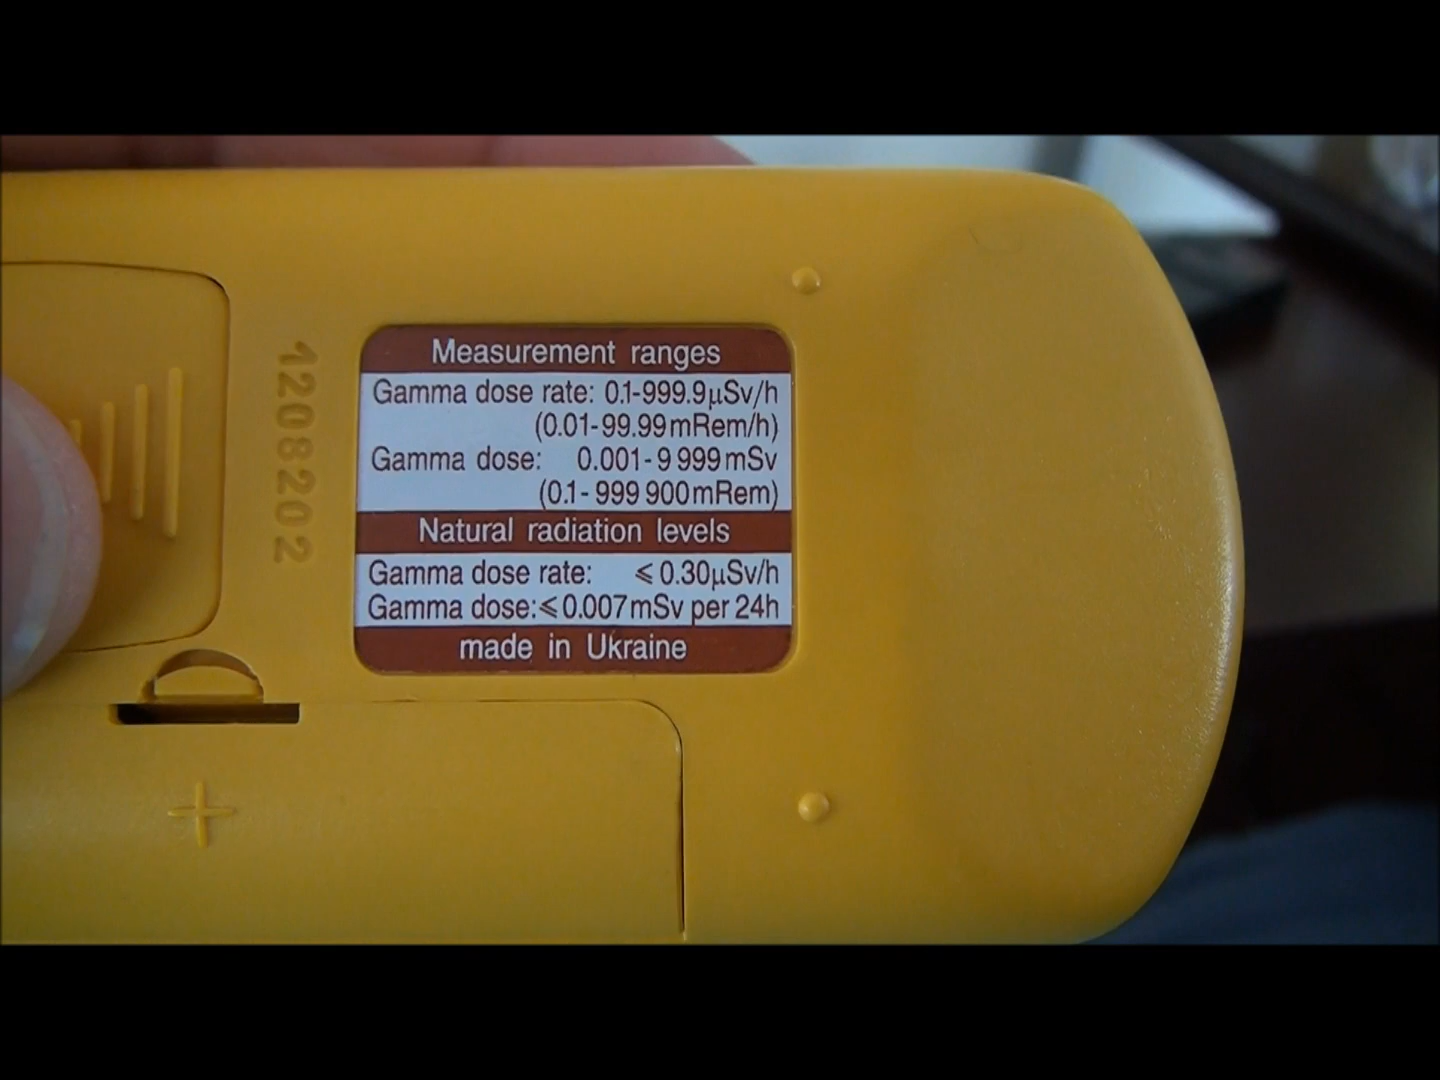 1208202
Measurement ranges
Gamma dose rate: 0.1-999.9µSv/h
(0.01-99.99mRem/h)
Gamma dose: 0.001-9 999mSv
(0.1-999 900mRem)
Natural radiation levels
Gamma dose rate: ⩽ 0.30µSv/h
Gamma dose:⩽ 0.007mSv per 24h
made in Ukraine
+